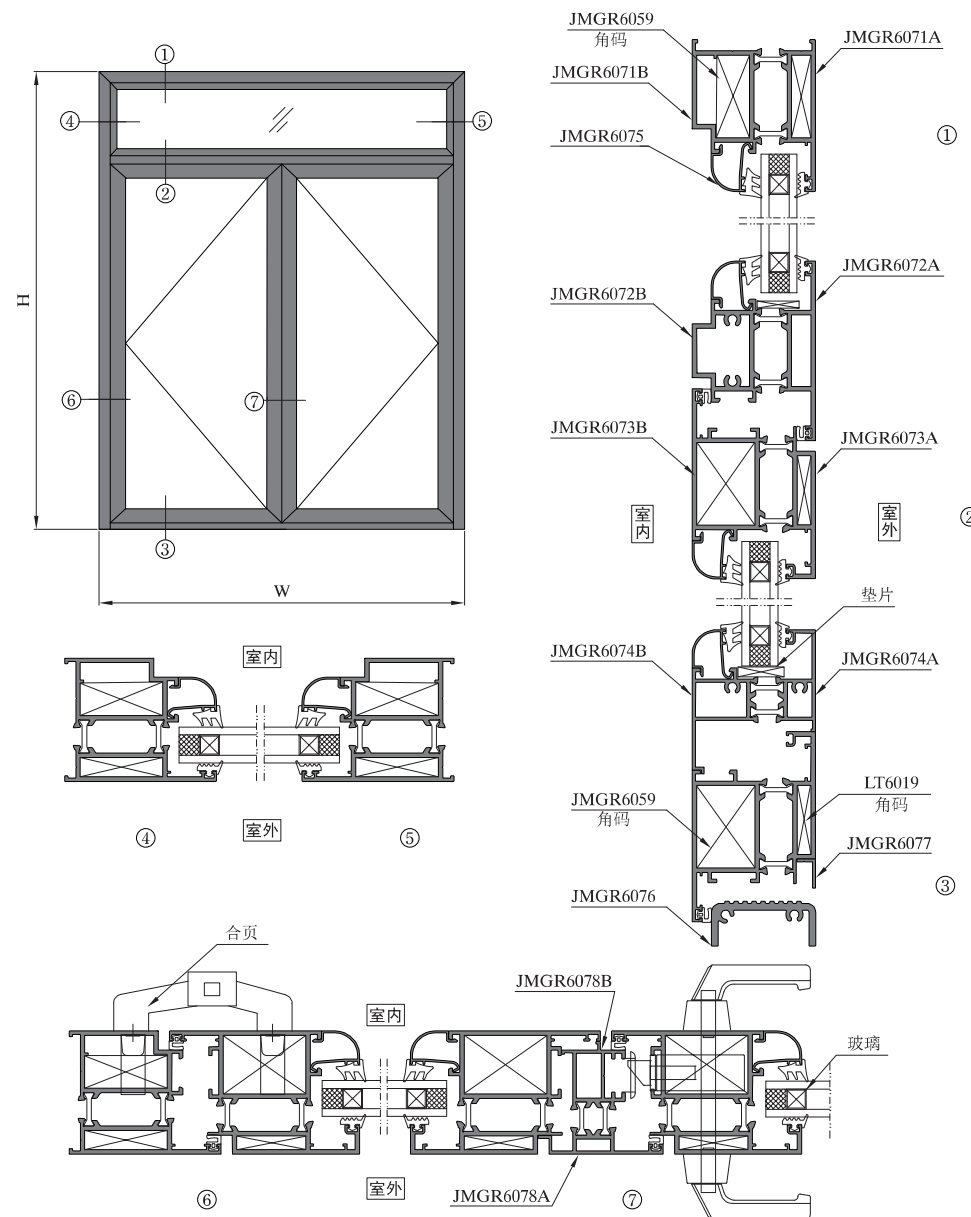 ①
④
⑤
②
⑥
⑦
③
H
W
JMGR6059
角码
JMGR6071A
JMGR6071B
JMGR6075
①
JMGR6072A
JMGR6072B
JMGR6073B
JMGR6073A
室内
室外
②
垫片
JMGR6074B
JMGR6074A
JMGR6059
角码
LT6019
角码
JMGR6077
JMGR6076
③
室内
室外
④
⑤
合页
室内
JMGR6078B
玻璃
室外
JMGR6078A
⑥
⑦